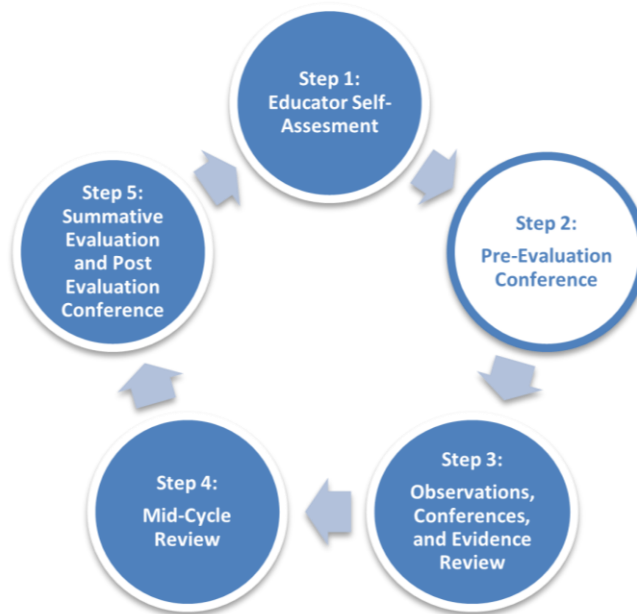 Step 1:
Educator Self-
Assesment
Step 2:
Pre-Evaluation
Conference
Step 3:
Observations,
Conferences,
and Evidence
Review
Step 4:
Mid-Cycle
Review
Step 5:
Summative
Evaluation
and Post
Evaluation
Conference